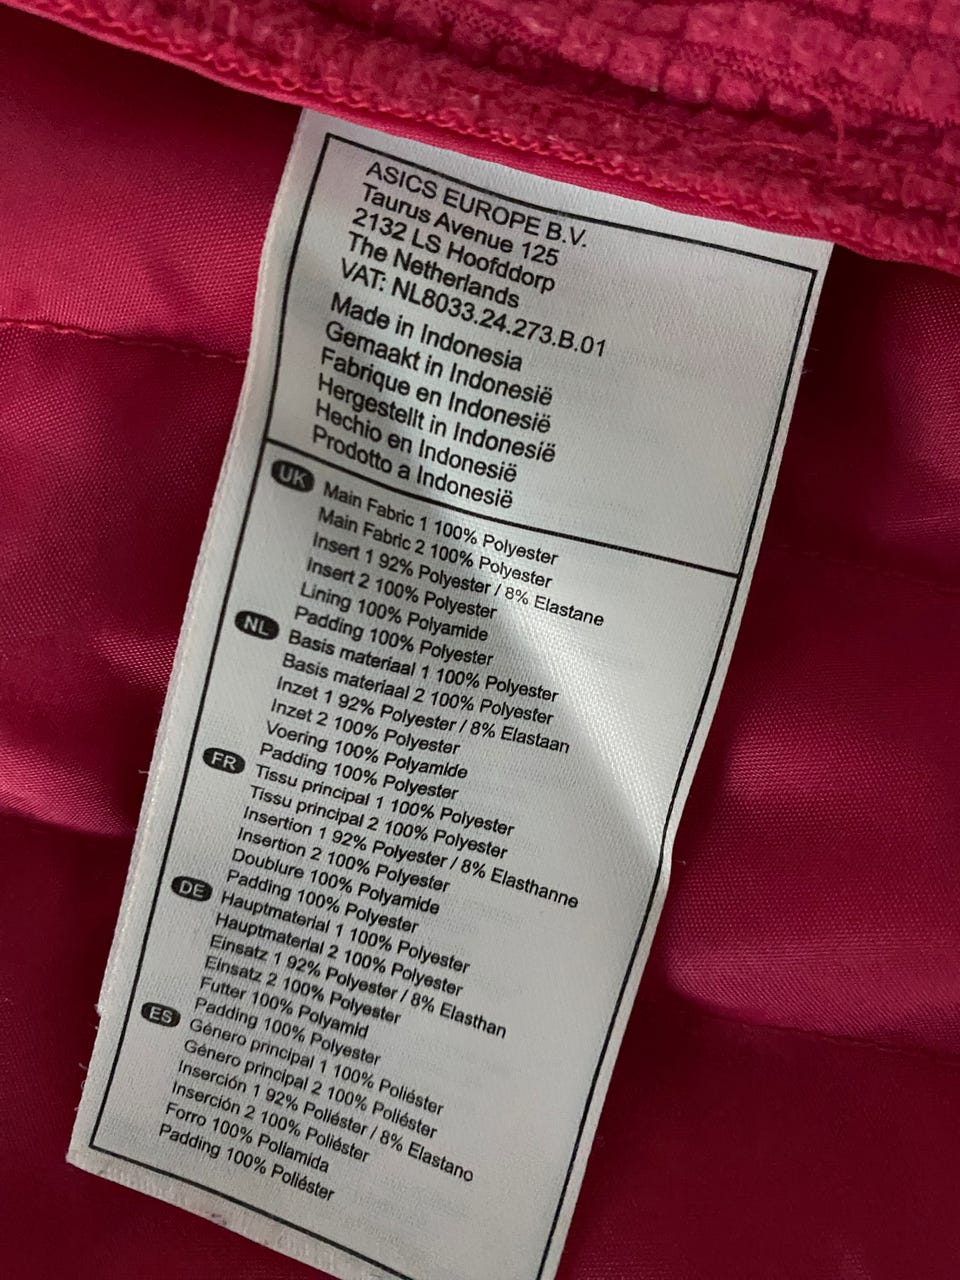 ASICS EUROPE B.V.
Taurus Avenue 125
2132 LS Hoofddorp
The Netherlands
VAT: NL8033.24.273.B.01
Made in Indonesia
Gemaakt in Indonesië
Fabrique en Indonesië
Hergestellt in Indonesië
Hechio en Indonesië
Prodotto a Indonesië
UK Main Fabric 1 100% Polyester
Main Fabric 2 100% Polyester
Insert 1 92% Polyester / 8% Elastane
Insert 2 100% Polyester
Lining 100% Polyamide
Padding 100% Polyester
NL Basis materiaal 1 100% Polyester
Basis materiaal 2 100% Polyester
Inzet 1 92% Polyester / 8% Elastaan
Inzet 2 100% Polyester
Voering 100% Polyamide
Padding 100% Polyester
FR Tissu principal 1 100% Polyester
Tissu principal 2 100% Polyester
Insertion 1 92% Polyester / 8% Elasthanne
Insertion 2 100% Polyester
Doublure 100% Polyamide
Padding 100% Polyester
DE Hauptmaterial 1 100% Polyester
Hauptmaterial 2 100% Polyester
Einsatz 1 92% Polyester / 8% Elasthan
Einsatz 2 100% Polyester
Futter 100% Polyamid
Padding 100% Polyester
ES Género principal 1 100% Poliéster
Género principal 2 100% Poliéster
Inserción 1 92% Poliéster / 8% Elastano
Inserción 2 100% Poliéster
Forro 100% Poliamida
Padding 100% Poliéster